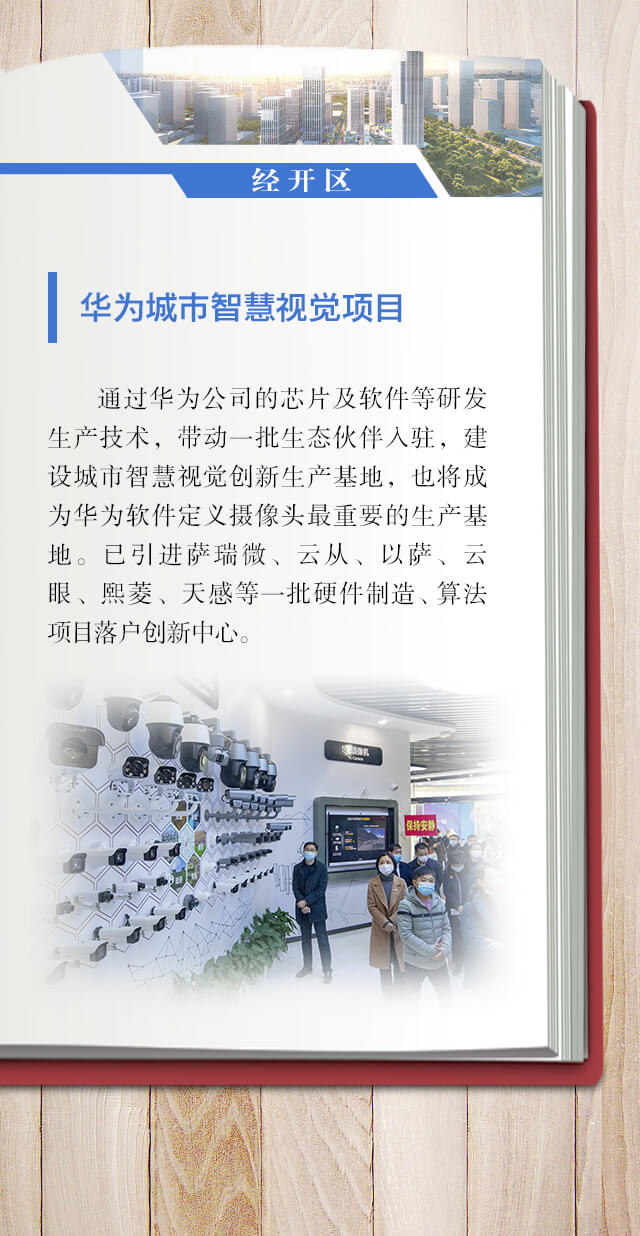 经开区
华为城市智慧视觉项目
通过华为公司的芯片及软件等研发
生产技术，带动一批生态伙伴入驻，建
设城市智慧视觉创新生产基地，也将成
为华为软件定义摄像头最重要的生产基
地。已引进萨瑞微、云从、以萨、云
眼、熙菱、天感等一批硬件制造、算法
项目落户创新中心。
摄像机
保持安静